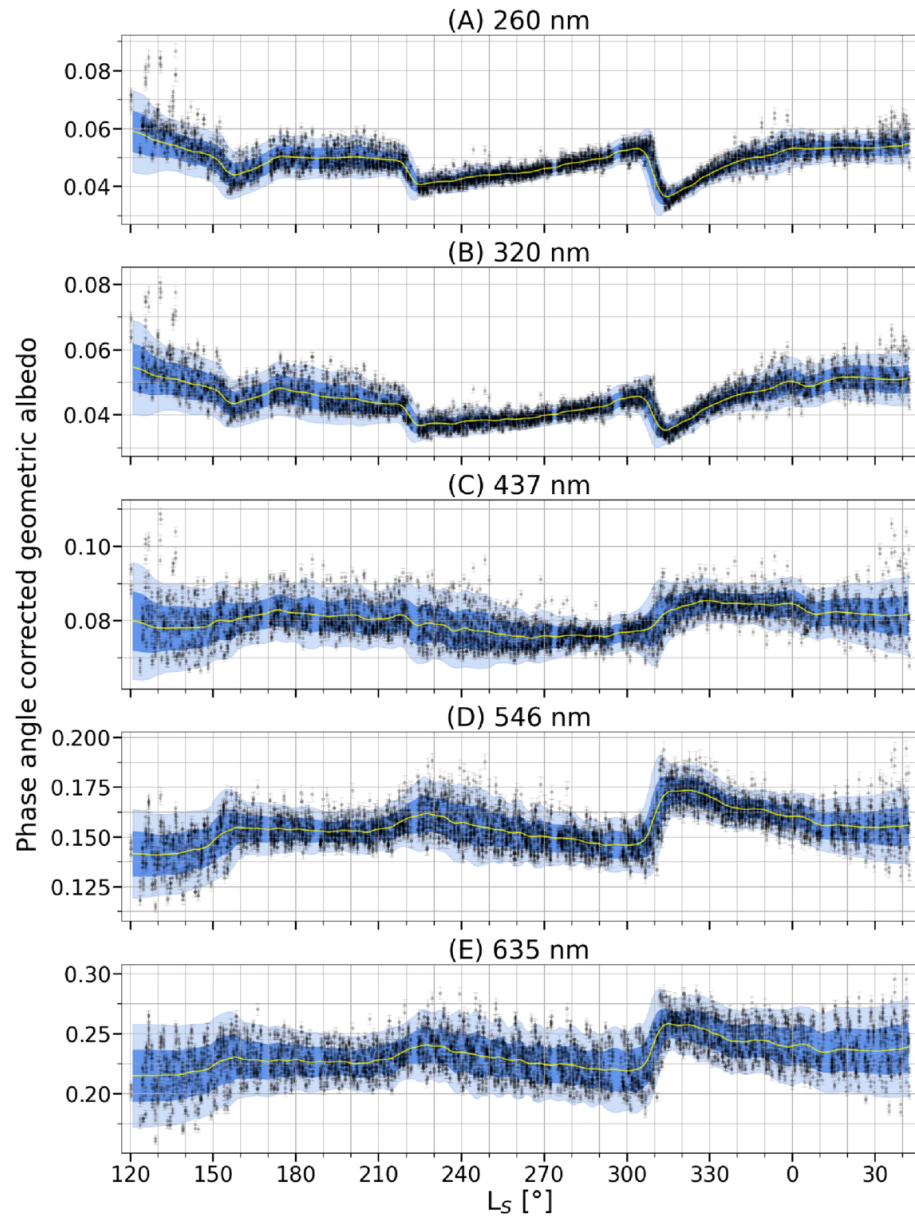 (A) 260 nm
0.08
0.06
0.04
(B) 320 nm
0.08
0.06
0.04
Phase angle corrected geometric albedo
(C) 437 nm
0.10
0.08
(D) 546 nm
0.200
0.175
0.150
0.125
(E) 635 nm
0.30
0.25
0.20
120 150 180 210 240 270 300 330 0 30
L_S [°]